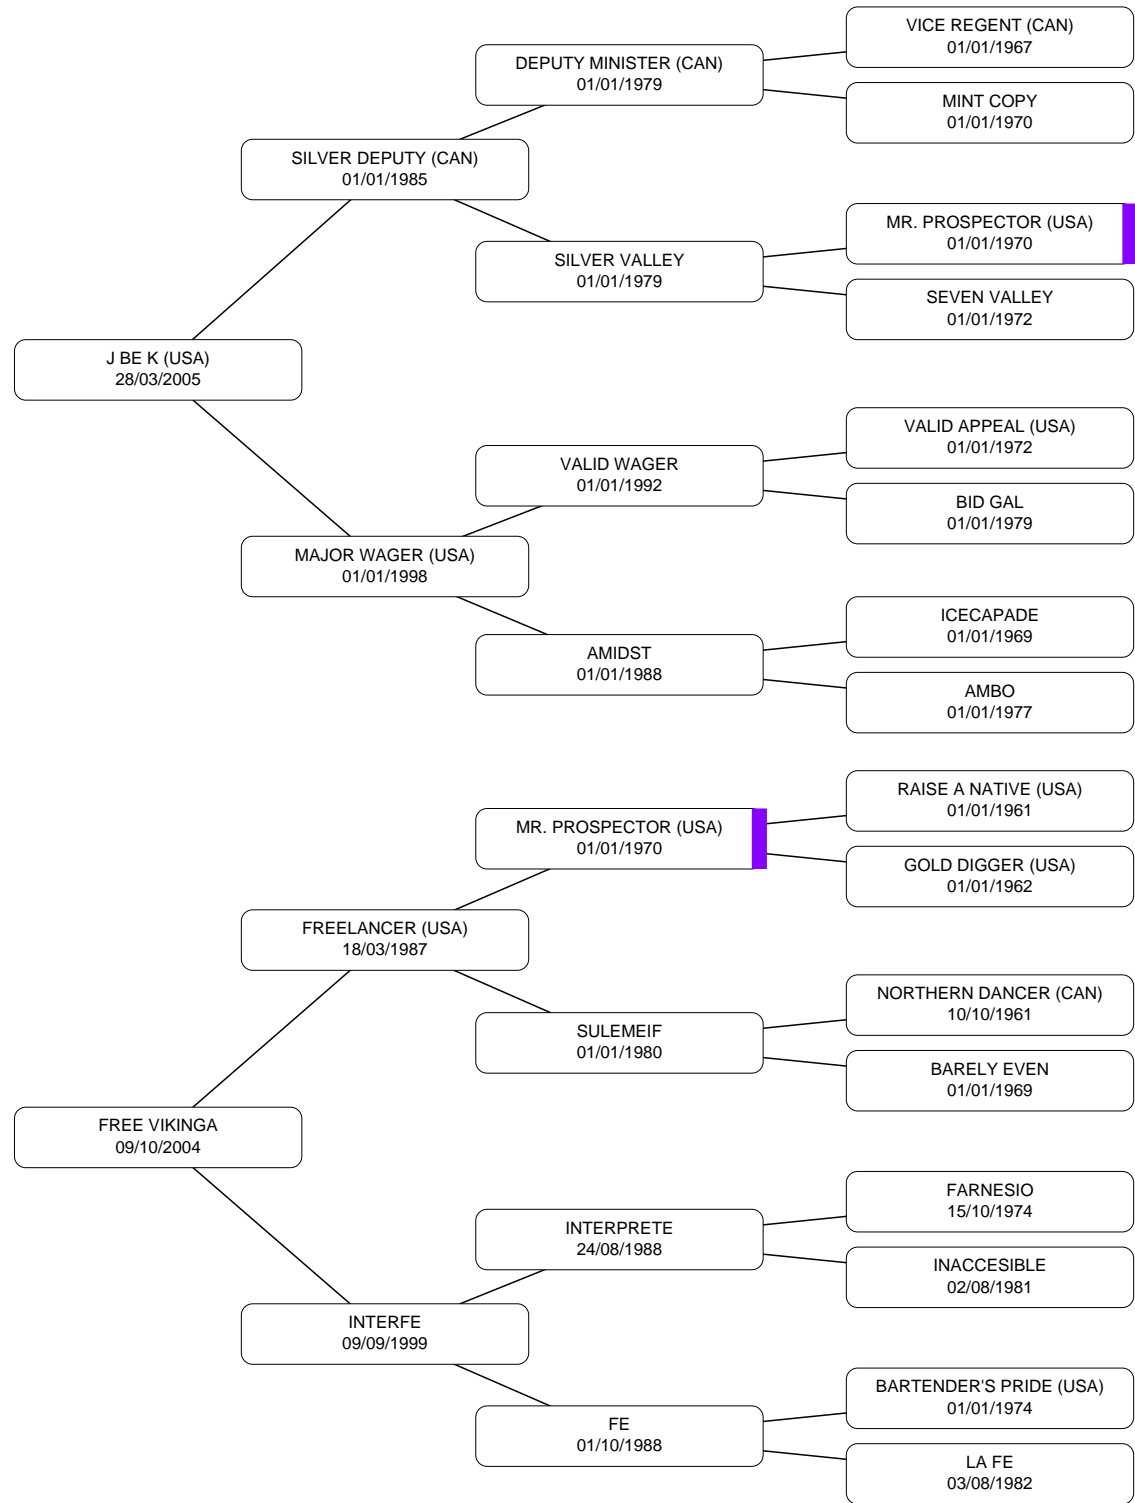 VICE REGENT (CAN)
01/01/1967
DEPUTY MINISTER (CAN)
01/01/1979
MINT COPY
01/01/1970
SILVER DEPUTY (CAN)
01/01/1985
MR. PROSPECTOR (USA)
01/01/1970
SILVER VALLEY
01/01/1979
SEVEN VALLEY
01/01/1972
J BE K (USA)
28/03/2005
VALID APPEAL (USA)
01/01/1972
VALID WAGER
01/01/1992
BID GAL
01/01/1979
MAJOR WAGER (USA)
01/01/1998
ICECAPADE
01/01/1969
AMIDST
01/01/1988
AMBO
01/01/1977
RAISE A NATIVE (USA)
01/01/1961
MR. PROSPECTOR (USA)
01/01/1970
GOLD DIGGER (USA)
01/01/1962
FREELANCER (USA)
18/03/1987
NORTHERN DANCER (CAN)
10/10/1961
SULEMEIF
01/01/1980
BARELY EVEN
01/01/1969
FREE VIKINGA
09/10/2004
FARNESIO
15/10/1974
INTERPRETE
24/08/1988
INACCESIBLE
02/08/1981
INTERFE
09/09/1999
BARTENDER'S PRIDE (USA)
01/01/1974
FE
01/10/1988
LA FE
03/08/1982